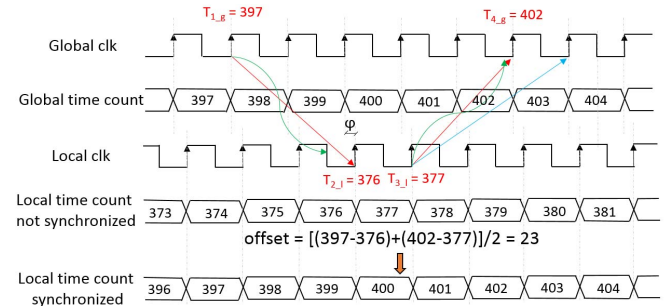 T1_g = 397
T4_g = 402
Global clk
Global time count
397 398 399 400 401 402 403 404
φ
Local clk
T2_l = 376
T3_l = 377
Local time count
not synchronized
373 374 375 376 377 378 379 380 381
offset = [(397-376)+(402-377)]/2 = 23
Local time count
synchronized
396 397 398 399 400 401 402 403 404